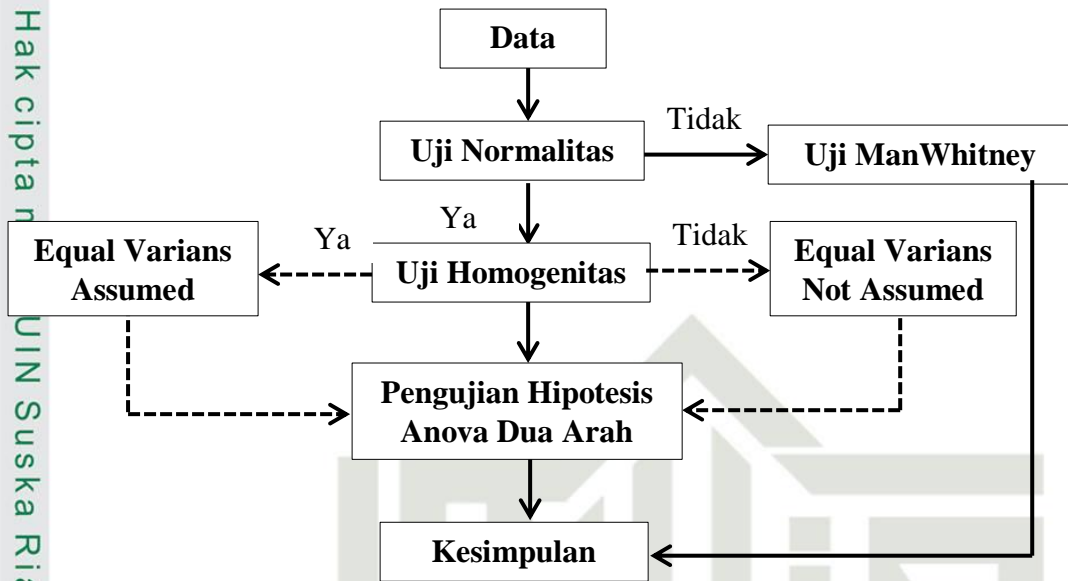 Hak cipta
UIN Suska
Data
Tidak
Uji Normalitas
Uji ManWhitney
Ya
Ya
Tidak
Equal Varians
Assumed
Uji Homogenitas
Equal Varians
Not Assumed
Pengujian Hipotesis
Anova Dua Arah
Kesimpulan